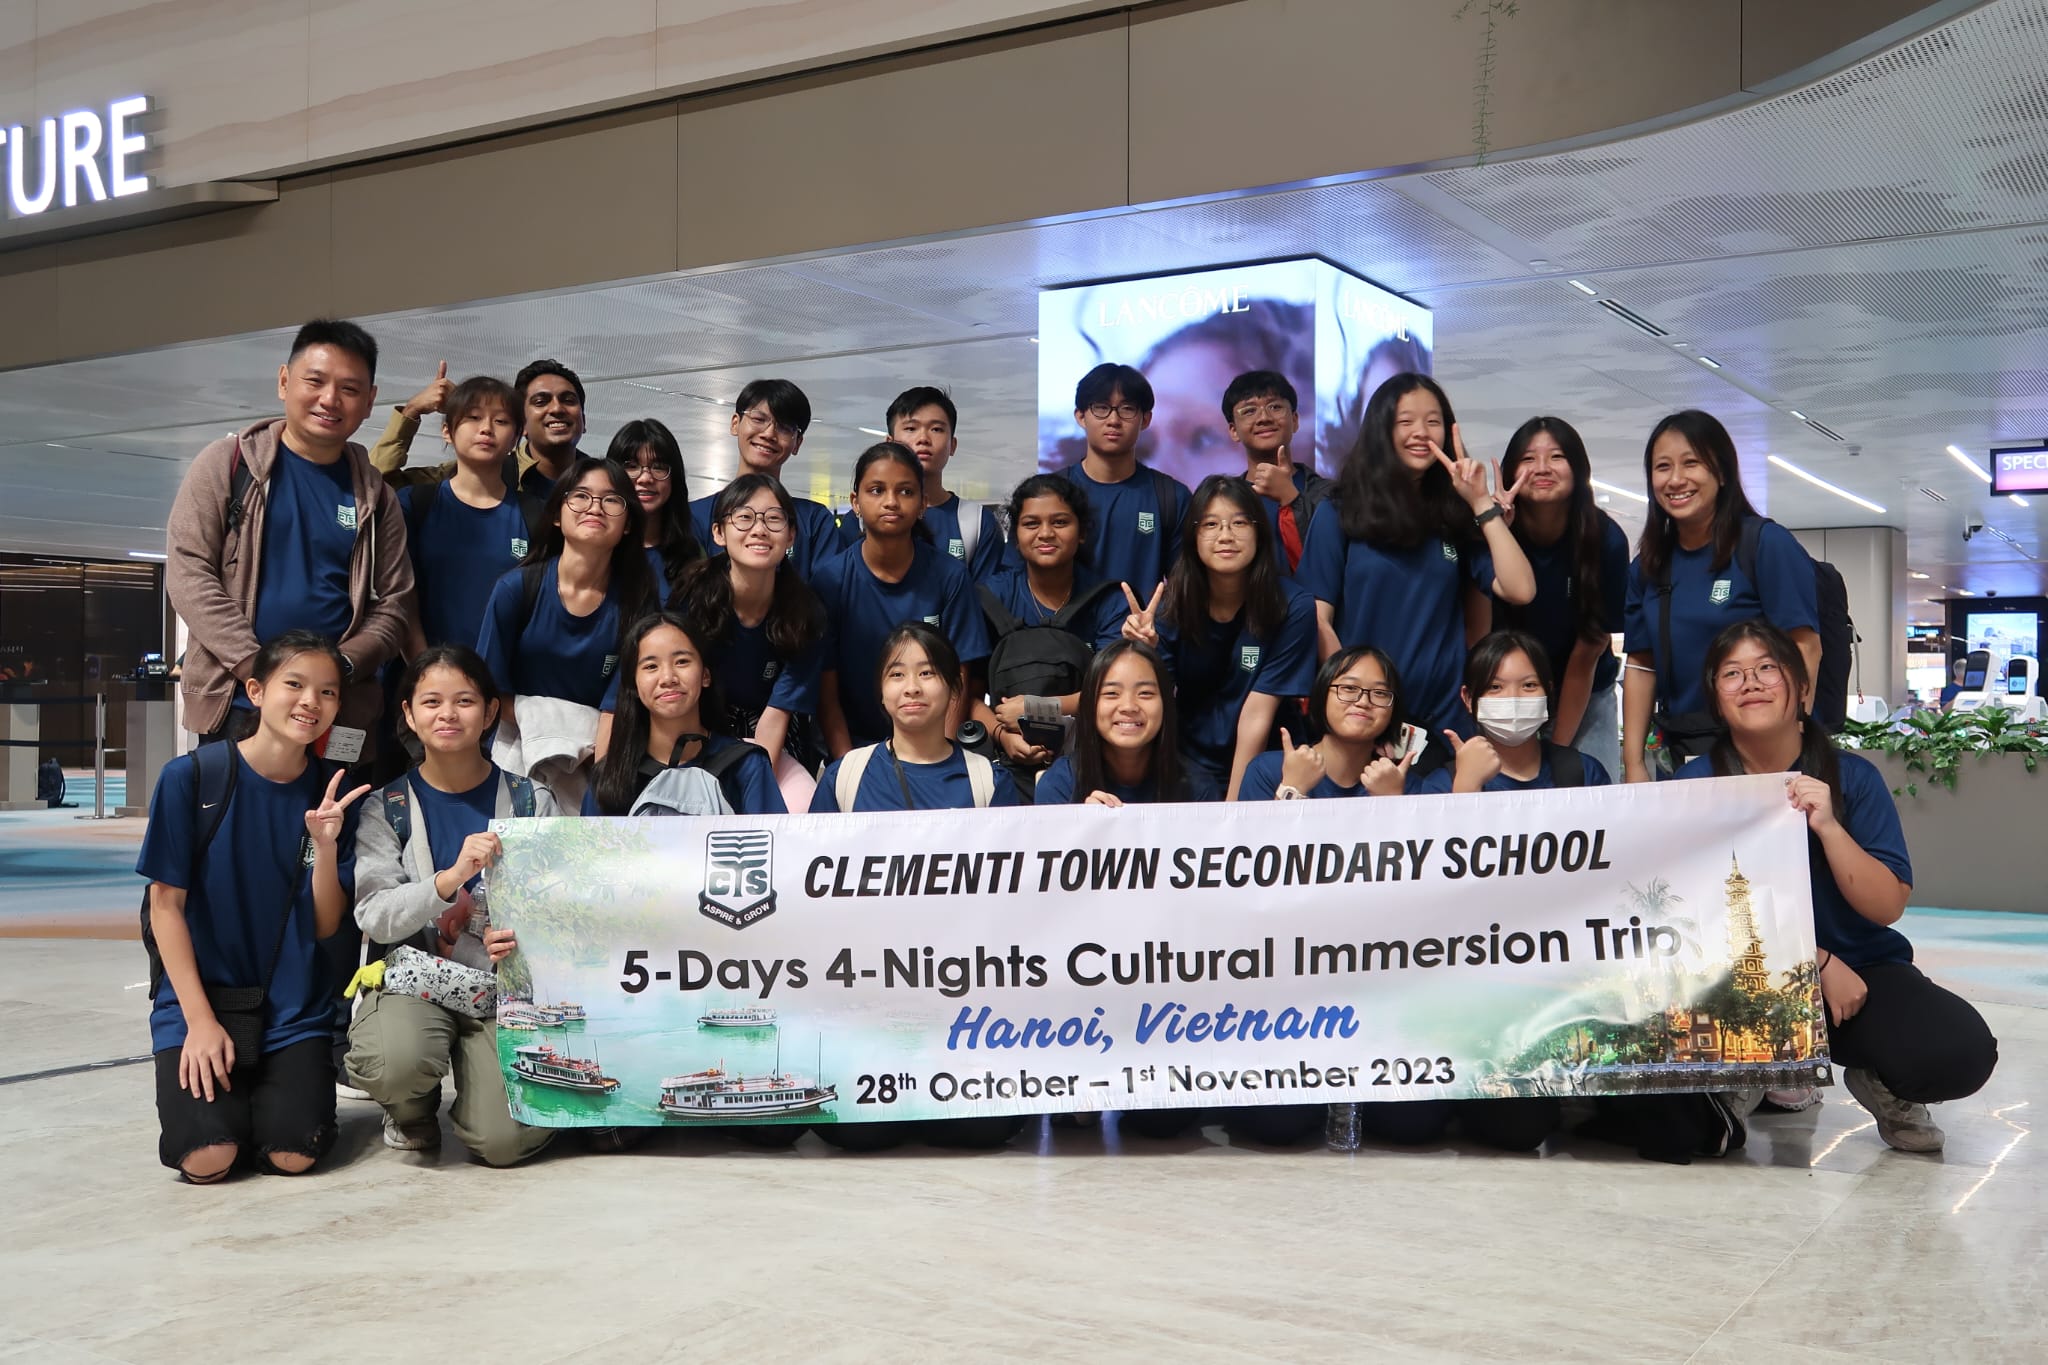 TURE
LANCÔME
LANCÔME
SPECI
CTS
ASPIRE & GROW
CLEMENTI TOWN SECONDARY SCHOOL
5-Days 4-Nights Cultural Immersion Trip
Hanoi, Vietnam
28th October – 1st November 2023